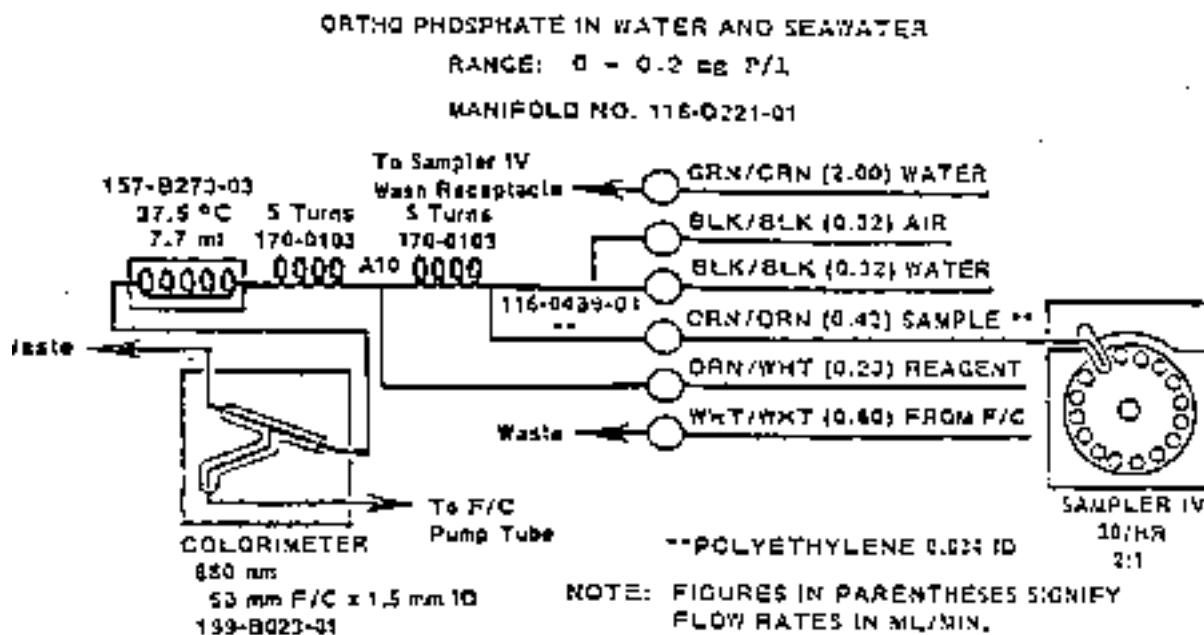 ORTHO PHOSPHATE IN WATER AND SEAWATER
RANGE: 0 - 0.2 mg P/L
MANIFOLD NO. 116-D221-01
To Sampler IV
Wash Receptacle
GRN/GRN (2.00) WATER
157-B273-03
37.5 °C
7.7 ml
5 Turns
170-0103
A10
5 Turns
170-0103
BLK/BLK (0.32) AIR
BLK/BLK (0.32) WATER
116-0489-01
**
ORN/ORN (0.42) SAMPLE **
Waste
ORN/WHT (0.23) REAGENT
Waste
WHT/WHT (0.60) FROM F/C
To F/C
Pump Tube
COLORIMETER
880 nm
50 mm F/C x 1.5 mm ID
199-B023-01
SAMPLER IV
2:1
**POLYETHYLENE 0.034 ID
NOTE: FIGURES IN PARENTHESES SIGNIFY
FLOW RATES IN ML/MIN.